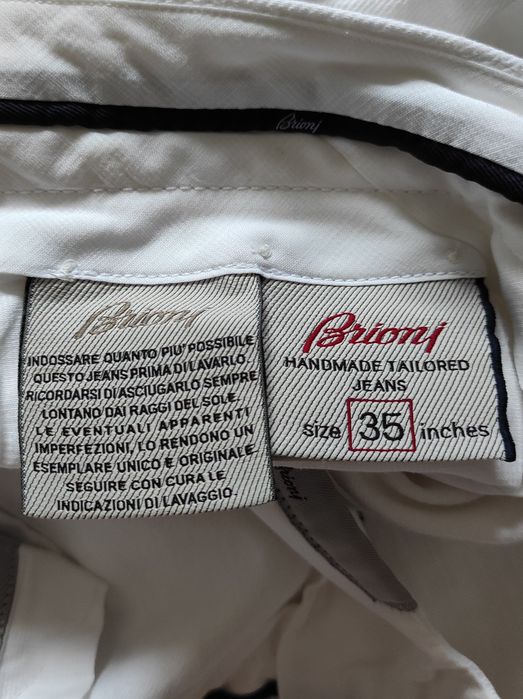 Brioni
Brioni
INDOSSARE QUANTO PIU' POSSIBILE
QUESTO JEANS PRIMA DI LAVARLO.
RICORDARSI DI ASCIUGARLO SEMPRE
LONTANO DAI RAGGI DEL SOLE.
LE EVENTUALI APPARENTI
IMPERFEZIONI, LO RENDONO UN
ESEMPLARE UNICO E ORIGINALE.
SEGUIRE CON CURA LE
INDICAZIONI DI LAVAGGIO.
Brioni
HANDMADE TAILORED
JEANS
size 35 inches
Brioni